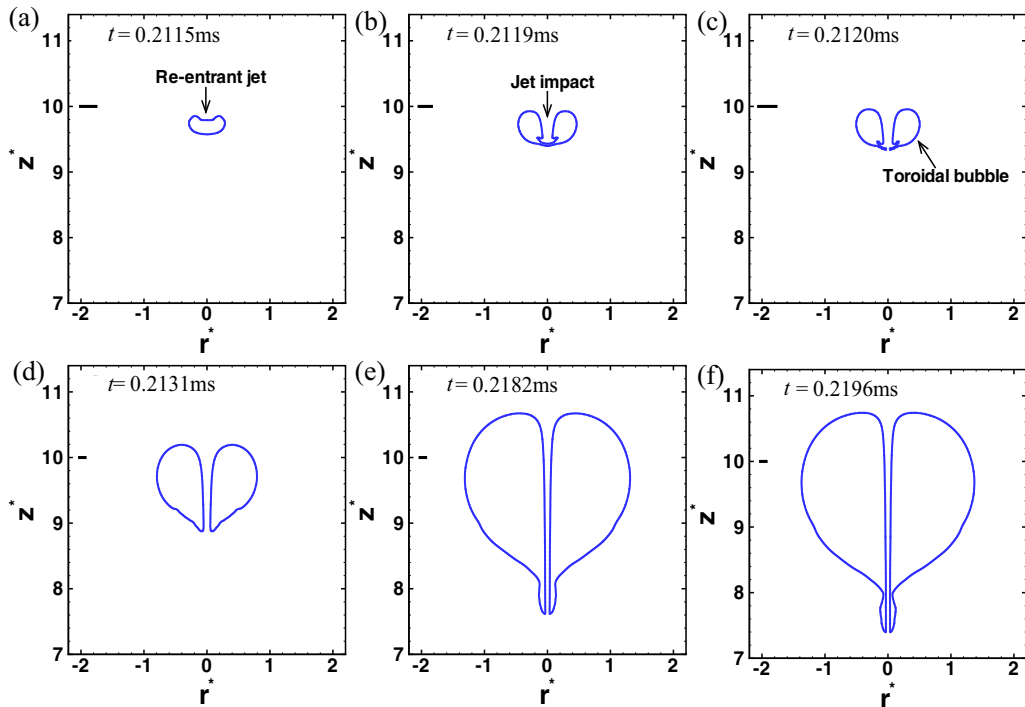 (a)
t = 0.2115ms
Re-entrant jet
11
10
9
8
7
z*
-2 -1 0 1 2
r*
(b)
t = 0.2119ms
Jet impact
11
10
9
8
7
z*
-2 -1 0 1 2
r*
(c)
t = 0.2120ms
Toroidal bubble
11
10
9
8
7
z*
-2 -1 0 1 2
r*
(d)
t= 0.2131ms
11
10
9
8
7
z*
-2 -1 0 1 2
r*
(e)
t = 0.2182ms
11
10
9
8
7
z*
-2 -1 0 1 2
r*
(f)
t = 0.2196ms
11
10
9
8
7
z*
-2 -1 0 1 2
r*